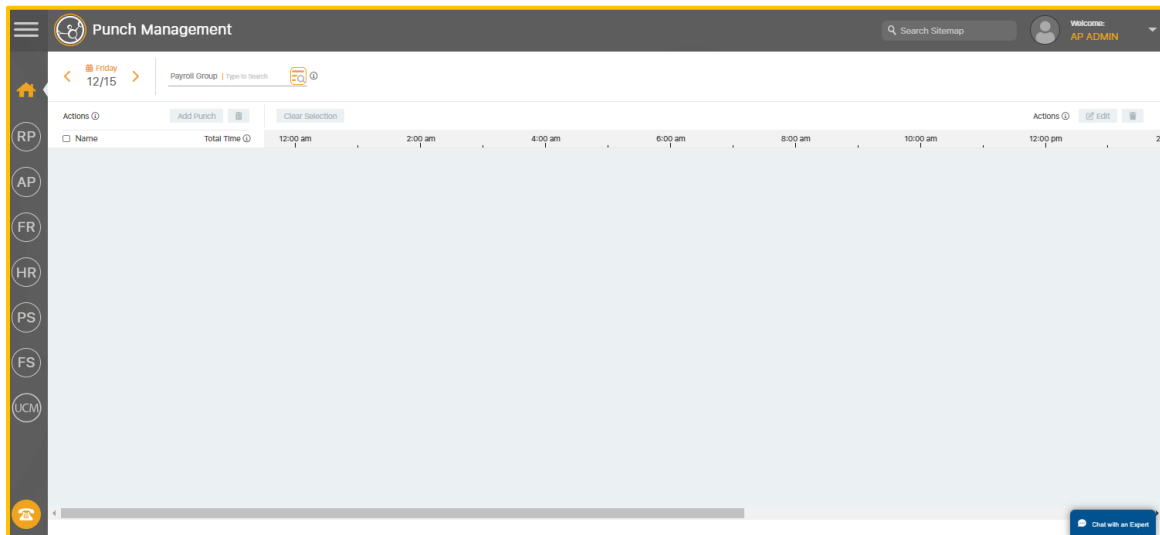 Punch Management
Search Sitemap
Welcome:
AP ADMIN
Friday
12/15
Payroll Group | Type to Search
Actions
Add Punch
Clear Selection
Actions
Edit
Name
Total Time
12:00 am
2:00 am
4:00 am
6:00 am
8:00 am
10:00 am
12:00 pm
2
RP
AP
FR
HR
PS
FS
UCM
Chat with an Expert